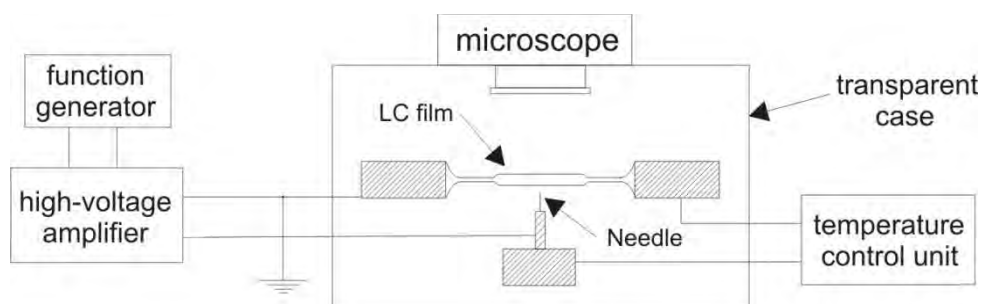 microscope
function
generator
LC film
transparent
case
high-voltage
amplifier
Needle
temperature
control unit